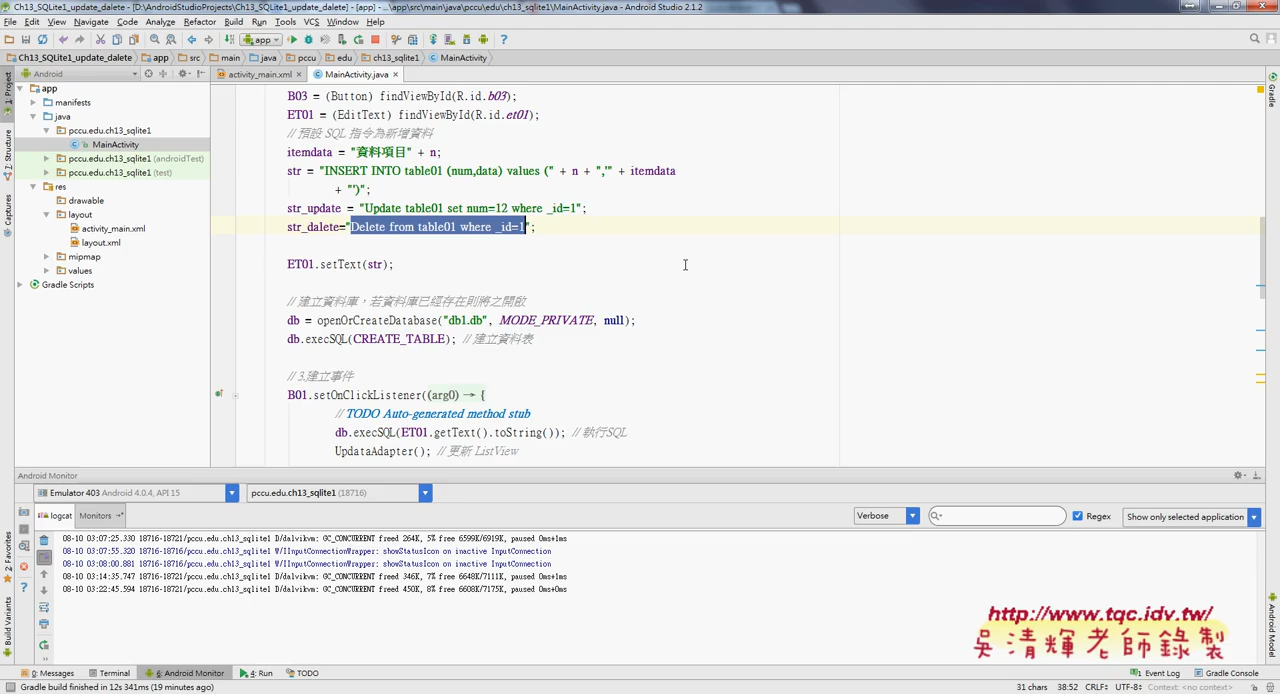 Ch13_SQLite1_update_delete - [D:\AndroidStudioProjects\Ch13_SQLite1_update_delete] - [app] - ...\app\src\main\java\pccu\edu\ch13_sqlite1\MainActivity.java - Android Studio 2.1.2
File Edit View Navigate Code Analyze Refactor Build Run Tools VCS Window Help
app
Ch13_SQLite1_update_delete app src main java pccu edu ch13_sqlite1 MainActivity
Android
activity_main.xml MainActivity.java
1: Project
Structure
Captures
2: Favorites
Build Variants
Gradle
Android Model
app
manifests
java
pccu.edu.ch13_sqlite1
MainActivity
pccu.edu.ch13_sqlite1 (androidTest)
pccu.edu.ch13_sqlite1 (test)
res
drawable
layout
activity_main.xml
layout.xml
mipmap
values
Gradle Scripts
B03 = (Button) findViewById(R.id.b03);
ET01 = (EditText) findViewById(R.id.et01);
// 預設 SQL 指令為新增資料
itemdata = "資料項目" + n;
str = "INSERT INTO table01 (num,data) values (" + n + ",'" + itemdata
+ "')";
str_update = "Update table01 set num=12 where _id=1";
str_dalete="Delete from table01 where _id=1";
ET01.setText(str);
// 建立資料庫，若資料庫已經存在則將之開啟
db = openOrCreateDatabase("db1.db", MODE_PRIVATE, null);
db.execSQL(CREATE_TABLE); // 建立資料表
// 3.建立事件
B01.setOnClickListener((arg0) → {
// TODO Auto-generated method stub
db.execSQL(ET01.getText().toString()); // 執行SQL
UpdataAdapter(); // 更新 ListView
Android Monitor
Emulator 403 Android 4.0.4, API 15 pccu.edu.ch13_sqlite1 (18716)
logcat Monitors Verbose Regex Show only selected application
08-10 03:07:25.330 18716-18721/pccu.edu.ch13_sqlite1 D/dalvikvm: GC_CONCURRENT freed 264K, 5% free 6599K/6919K, paused 0ms+1ms
08-10 03:07:55.320 18716-18716/pccu.edu.ch13_sqlite1 W/IInputConnectionWrapper: showStatusIcon on inactive InputConnection
08-10 03:08:00.881 18716-18716/pccu.edu.ch13_sqlite1 W/IInputConnectionWrapper: showStatusIcon on inactive InputConnection
08-10 03:14:35.747 18716-18721/pccu.edu.ch13_sqlite1 D/dalvikvm: GC_CONCURRENT freed 346K, 7% free 6648K/7111K, paused 0ms+1ms
08-10 03:22:45.594 18716-18721/pccu.edu.ch13_sqlite1 D/dalvikvm: GC_CONCURRENT freed 450K, 8% free 6608K/7175K, paused 0ms+0ms
http://www.tqc.idv.tw/
吳清輝老師錄製
0: Messages Terminal 6: Android Monitor 4: Run TODO Event Log Gradle Console
Gradle build finished in 12s 341ms (19 minutes ago) 31 chars 38:52 CRLF÷ UTF-8÷ Context: <no context>